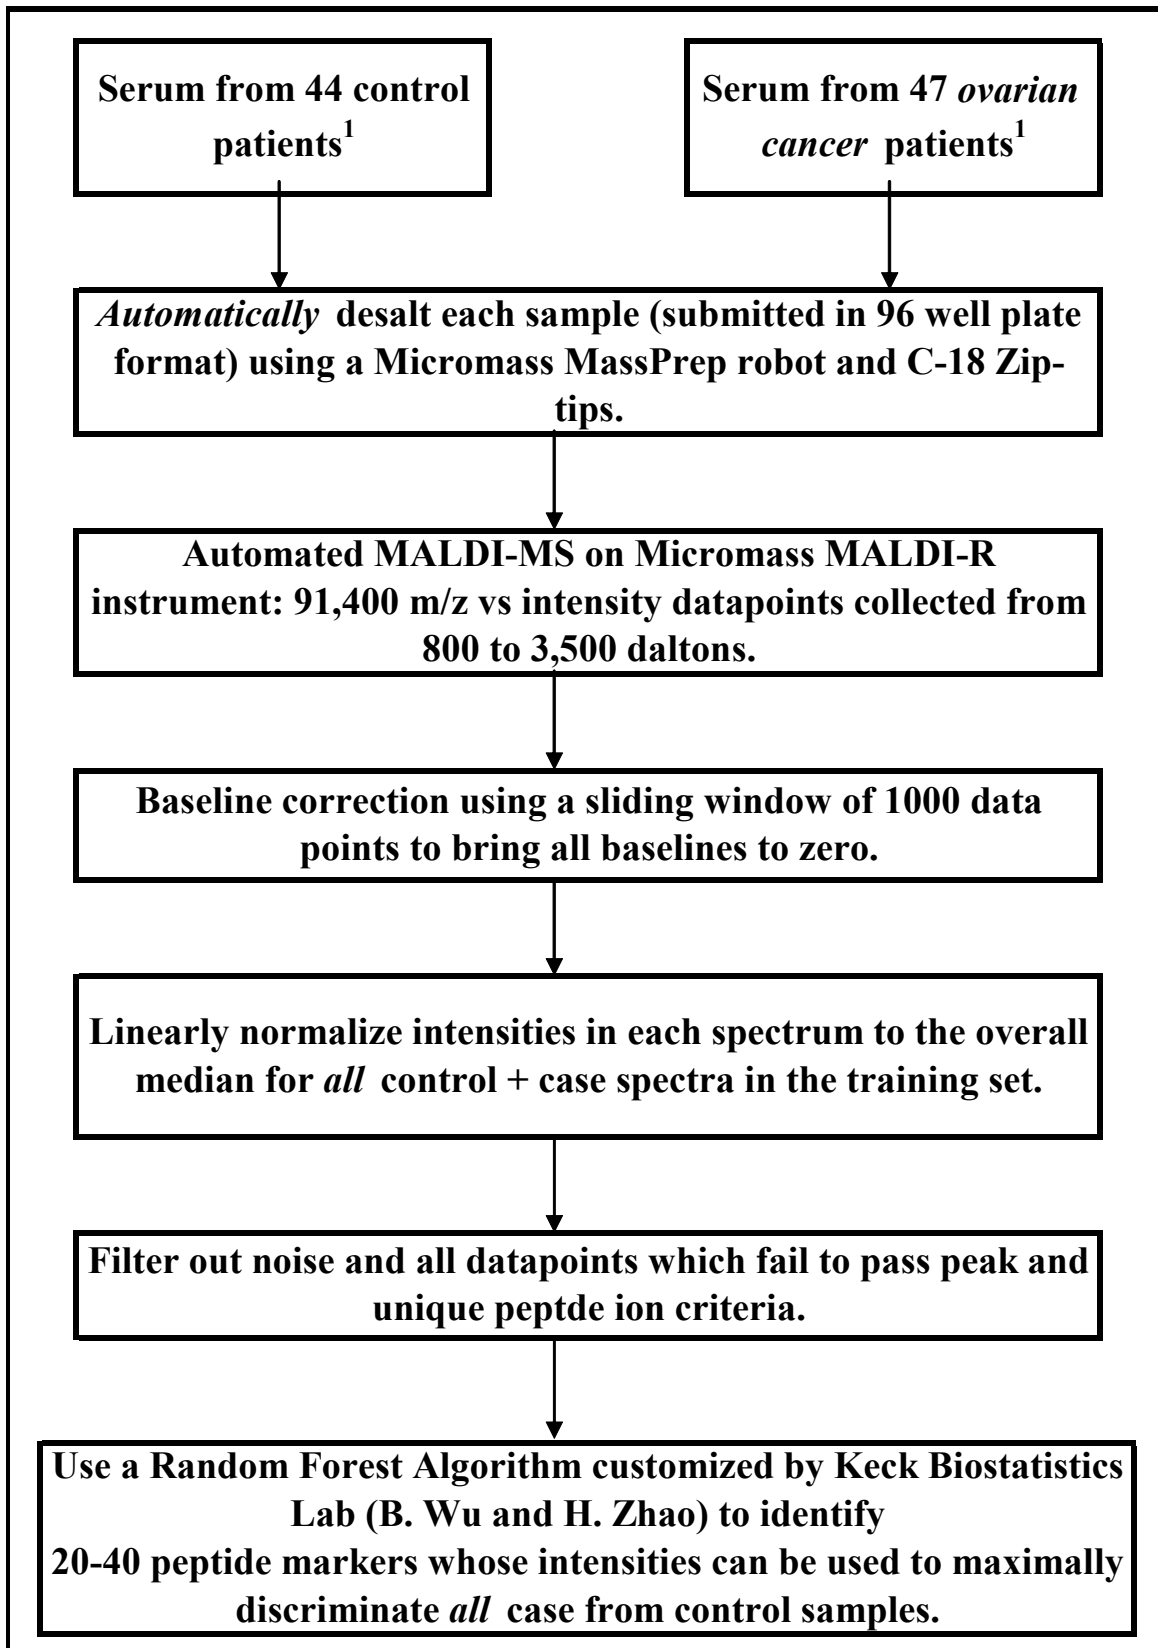 Serum from 44 control
patients1
Serum from 47 ovarian
cancer patients1
Automatically desalt each sample (submitted in 96 well plate
format) using a Micromass MassPrep robot and C-18 Zip-
tips.
Automated MALDI-MS on Micromass MALDI-R
instrument: 91,400 m/z vs intensity datapoints collected from
800 to 3,500 daltons.
Baseline correction using a sliding window of 1000 data
points to bring all baselines to zero.
Linearly normalize intensities in each spectrum to the overall
median for all control + case spectra in the training set.
Filter out noise and all datapoints which fail to pass peak and
unique peptde ion criteria.
Use a Random Forest Algorithm customized by Keck Biostatistics
Lab (B. Wu and H. Zhao) to identify
20-40 peptide markers whose intensities can be used to maximally
discriminate all case from control samples.